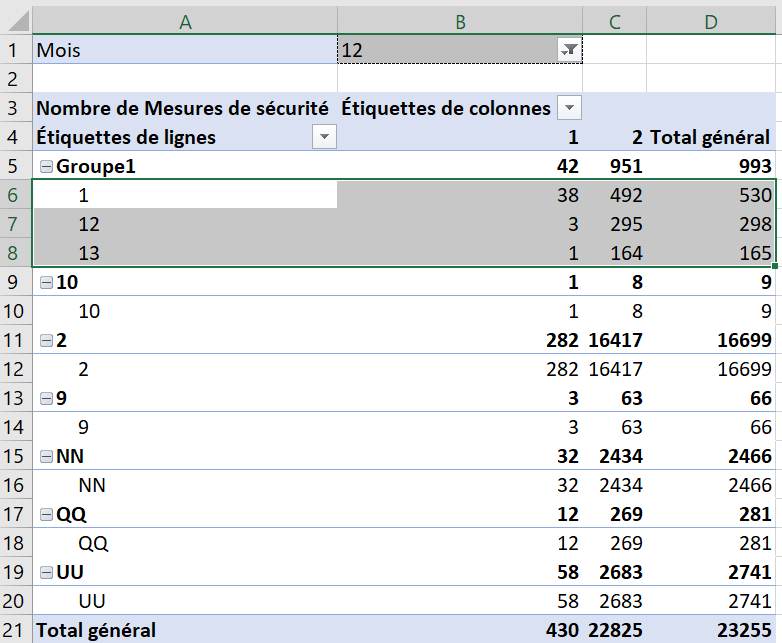 A B C D
1 Mois 12
2
3 Nombre de Mesures de sécurité Étiquettes de colonnes
4 Étiquettes de lignes 1 2 Total général
5 Groupe1 42 951 993
6 1 38 492 530
7 12 3 295 298
8 13 1 164 165
9 10 1 8 9
10 10 1 8 9
11 2 282 16417 16699
12 2 282 16417 16699
13 9 3 63 66
14 9 3 63 66
15 NN 32 2434 2466
16 NN 32 2434 2466
17 QQ 12 269 281
18 QQ 12 269 281
19 UU 58 2683 2741
20 UU 58 2683 2741
21 Total général 430 22825 23255